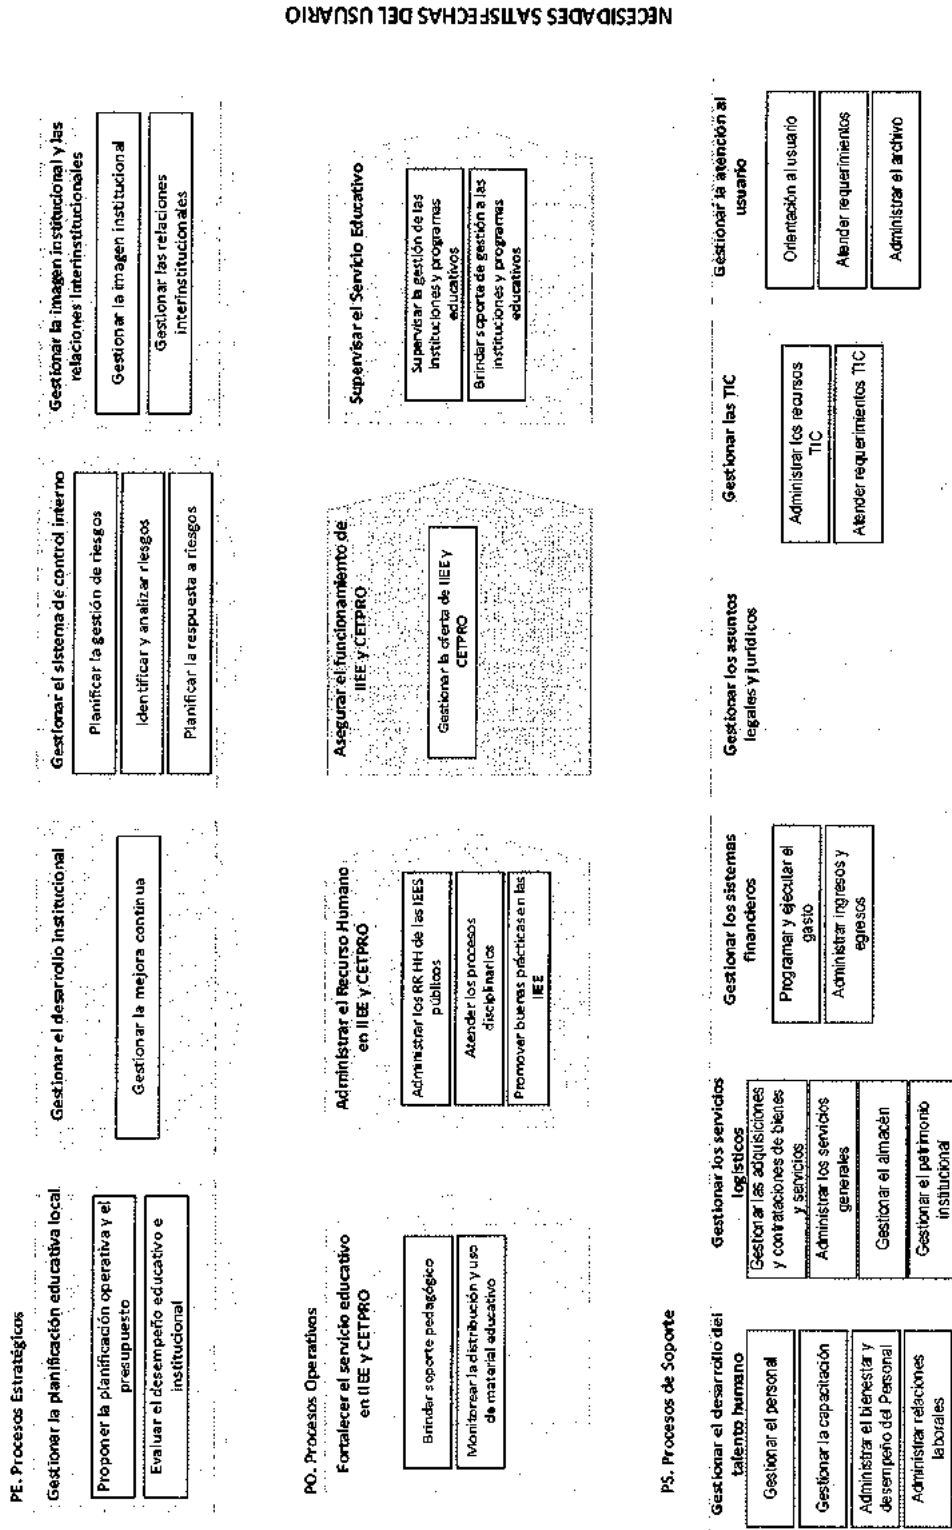 NECESIDADES SATISFECHAS DEL USUARIO
PE. Procesos Estratégicos
Gestionar la planificación educativa local
Proponer la planificación operativa y el
presupuesto
Evaluar el desempeño educativo e
institucional
Gestionar el desarrollo institucional
Gestionar la mejora continua
Gestionar el sistema de control interno
Planificar la gestión de riesgos
Identificar y analizar riesgos
Planificar la respuesta a riesgos
Gestionar la imagen institucional y las
relaciones interinstitucionales
Gestionar la imagen institucional
Gestionar las relaciones
interinstitucionales
PO. Procesos Operativos
Fortalecer el servicio educativo
en IIEE y CETPRO
Brindar soporte pedagógico
Monitorear la distribución y uso
de material educativo
Administrar el Recurso Humano
en IIEE y CETPRO
Administrar los RR HH de las IEES
públicos
Atender los procesos
disciplinarios
Promover buenas prácticas en las
IIEE
Asegurar el funcionamiento de
IIEE y CETPRO
Gestionar la oferta de IIEE y
CETPRO
Supervisar el Servicio Educativo
Supervisar la gestión de las
instituciones y programas
educativos
Brindar soporte de gestión a las
instituciones y programas
educativos
PS. Procesos de Soporte
Gestionar el desarrollo del
talento humano
Gestionar el personal
Gestionar la capacitación
Administrar el bienestar y
desempeño del Personal
Administrar relaciones
laborales
Gestionar los servicios
logísticos
Gestionar las adquisiciones
y contrataciones de bienes
y servicios
Administrar los servicios
generales
Gestionar el almacén
Gestionar el patrimonio
institucional
Gestionar los sistemas
financieros
Programar y ejecutar el
gasto
Administrar ingresos y
egresos
Gestionar los asuntos
legales y jurídicos
Gestionar las TIC
Administrar los recursos
TIC
Atender requerimientos TIC
Gestionar la atención al
usuario
Orientación al usuario
Atender requerimientos
Administrar el archivo